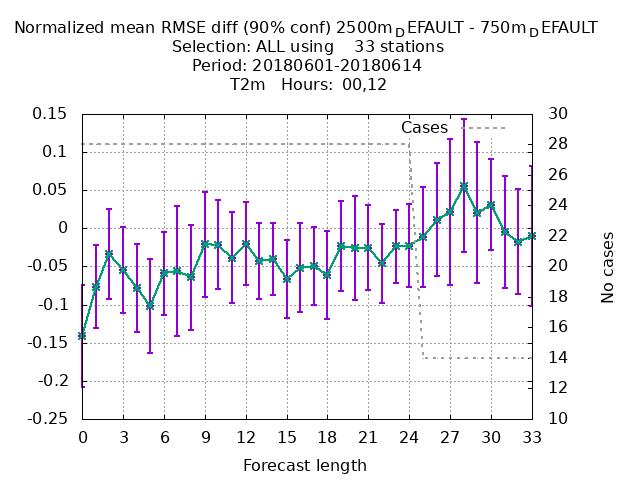 Normalized mean RMSE diff (90% conf) 2500m_DEFAULT - 750m_DEFAULT
Selection: ALL using 33 stations
Period: 20180601-20180614
T2m Hours: 00,12
Cases
0.15
0.1
0.05
0
-0.05
-0.1
-0.15
-0.2
-0.25
30
28
26
24
22
20
18
16
14
12
10
No cases
0 3 6 9 12 15 18 21 24 27 30 33
Forecast length